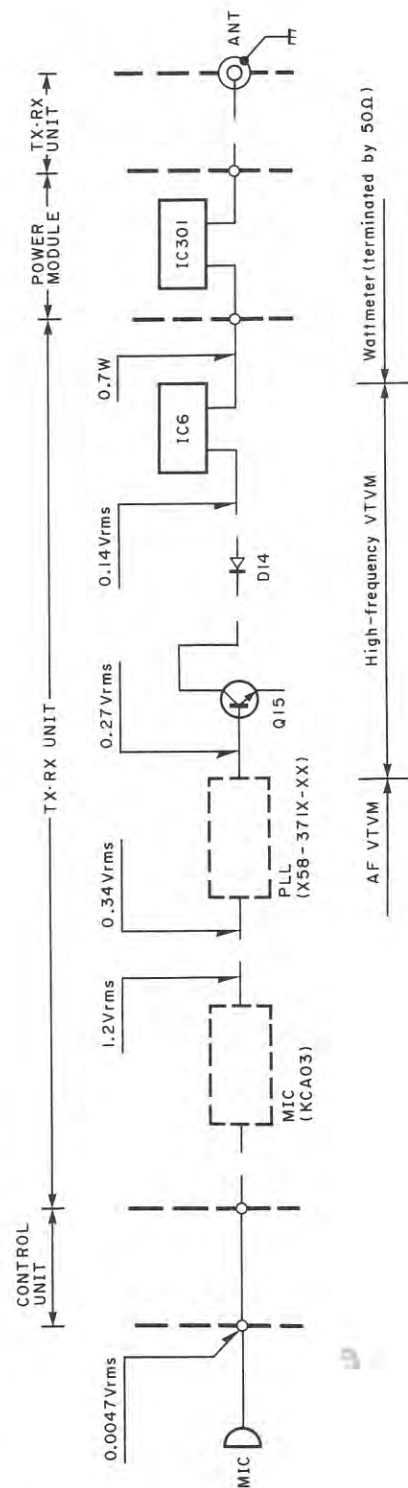 CONTROL
UNIT
TX·RX UNIT
POWER
MODULE
TX·RX
UNIT
0.0047Vrms
1.2Vrms
0.34Vrms
0.27Vrms
0.14Vrms
0.7W
MIC
MIC
(KCA03)
PLL
(X58-371X-XX)
Q15
D14
IC6
IC301
ANT
AF VTVM
High-frequency VTVM
Wattmeter (terminated by 50Ω)